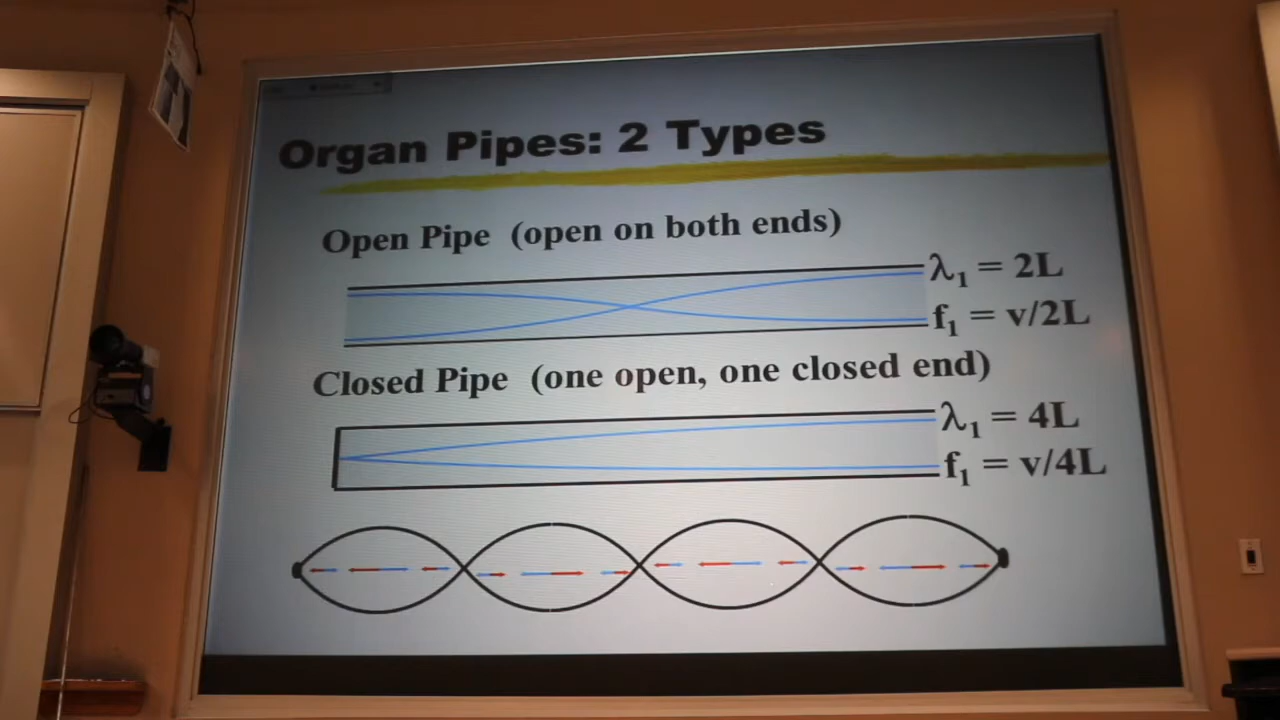 Organ Pipes: 2 Types
Open Pipe (open on both ends)
λ₁ = 2L
f₁ = v/2L
Closed Pipe (one open, one closed end)
λ₁ = 4L
f₁ = v/4L